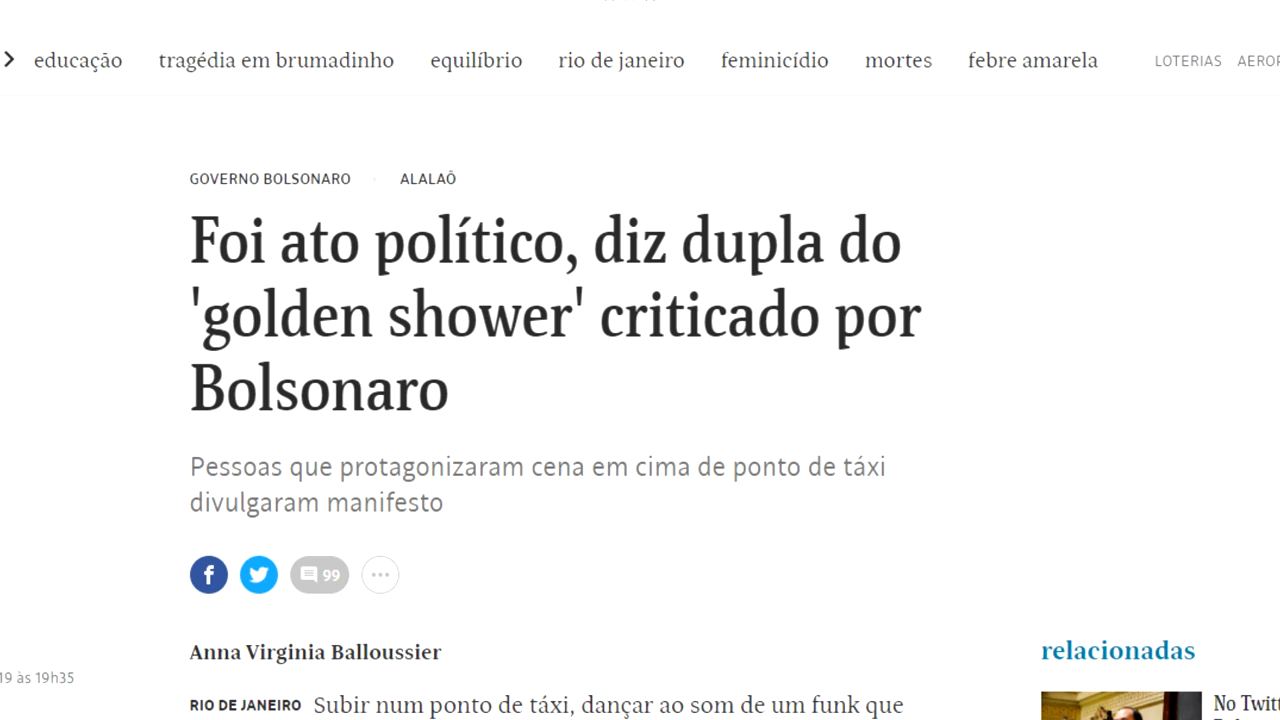 educação tragédia em brumadinho equilíbrio rio de janeiro feminicídio mortes febre amarela LOTERIAS
GOVERNO BOLSONARO ALALAÔ
Foi ato político, diz dupla do
'golden shower' criticado por
Bolsonaro
Pessoas que protagonizaram cena em cima de ponto de táxi
divulgaram manifesto
99
Anna Virginia Balloussier
relacionadas
19 às 19h35
RIO DE JANEIRO Subir num ponto de táxi, dançar ao som de um funk que
No Twitt